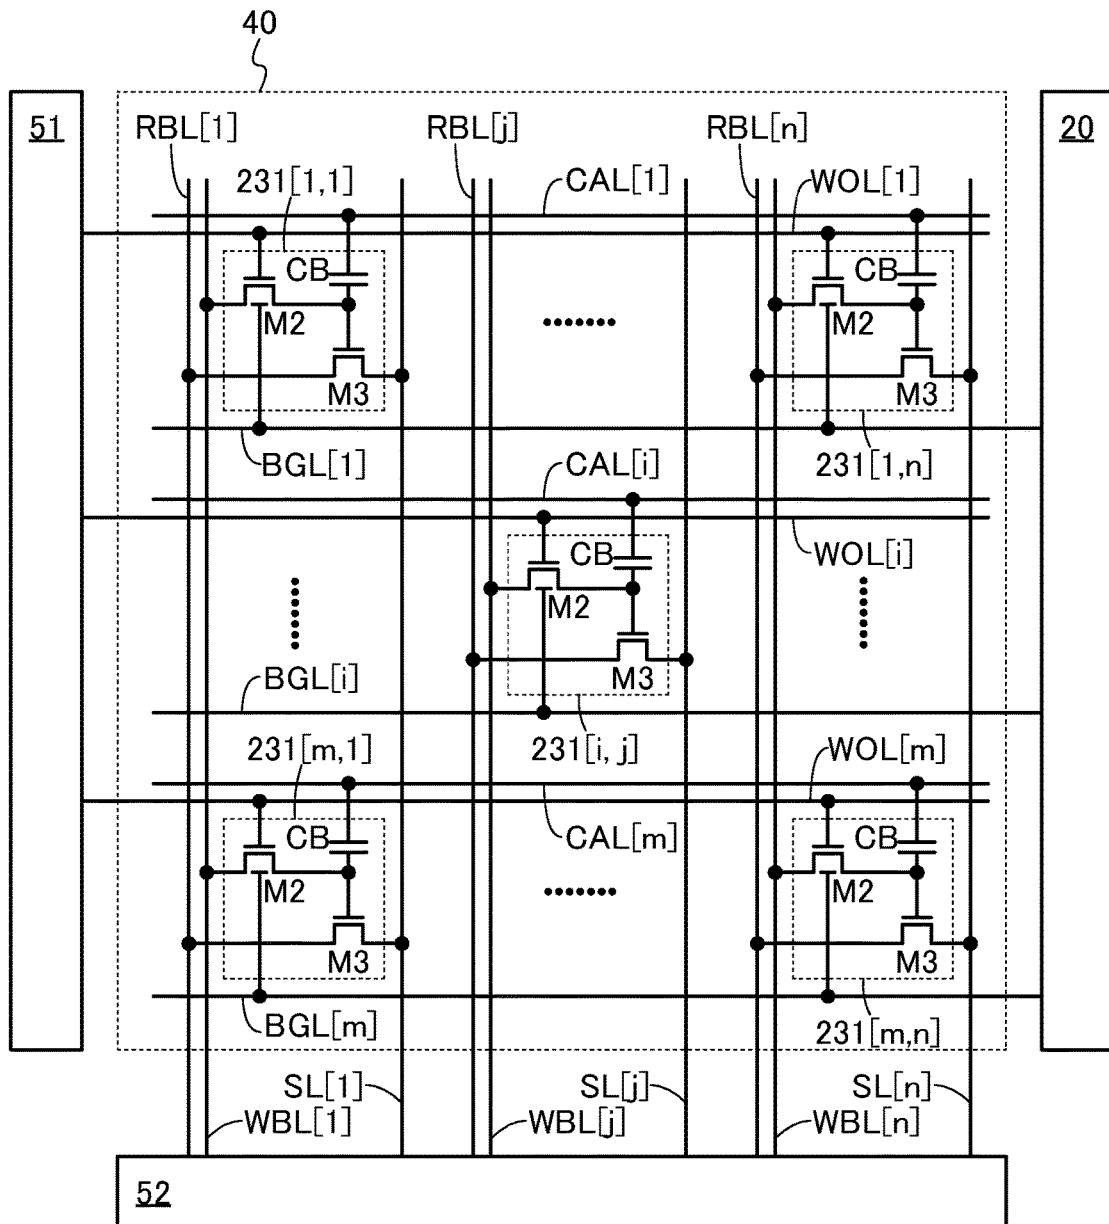 40
51
RBL[1]
RBL[j]
RBL[n]
20
231[1,1]
CAL[1]
WOL[1]
CB
M2
M3
CB
M2
M3
BGL[1]
CAL[i]
231[1,n]
WOL[i]
CB
M2
M3
BGL[i]
231[m,1]
231[i,j]
WOL[m]
CB
M2
M3
CAL[m]
CB
M2
M3
BGL[m]
231[m,n]
SL[1]
SL[j]
SL[n]
WBL[1]
WBL[j]
WBL[n]
52